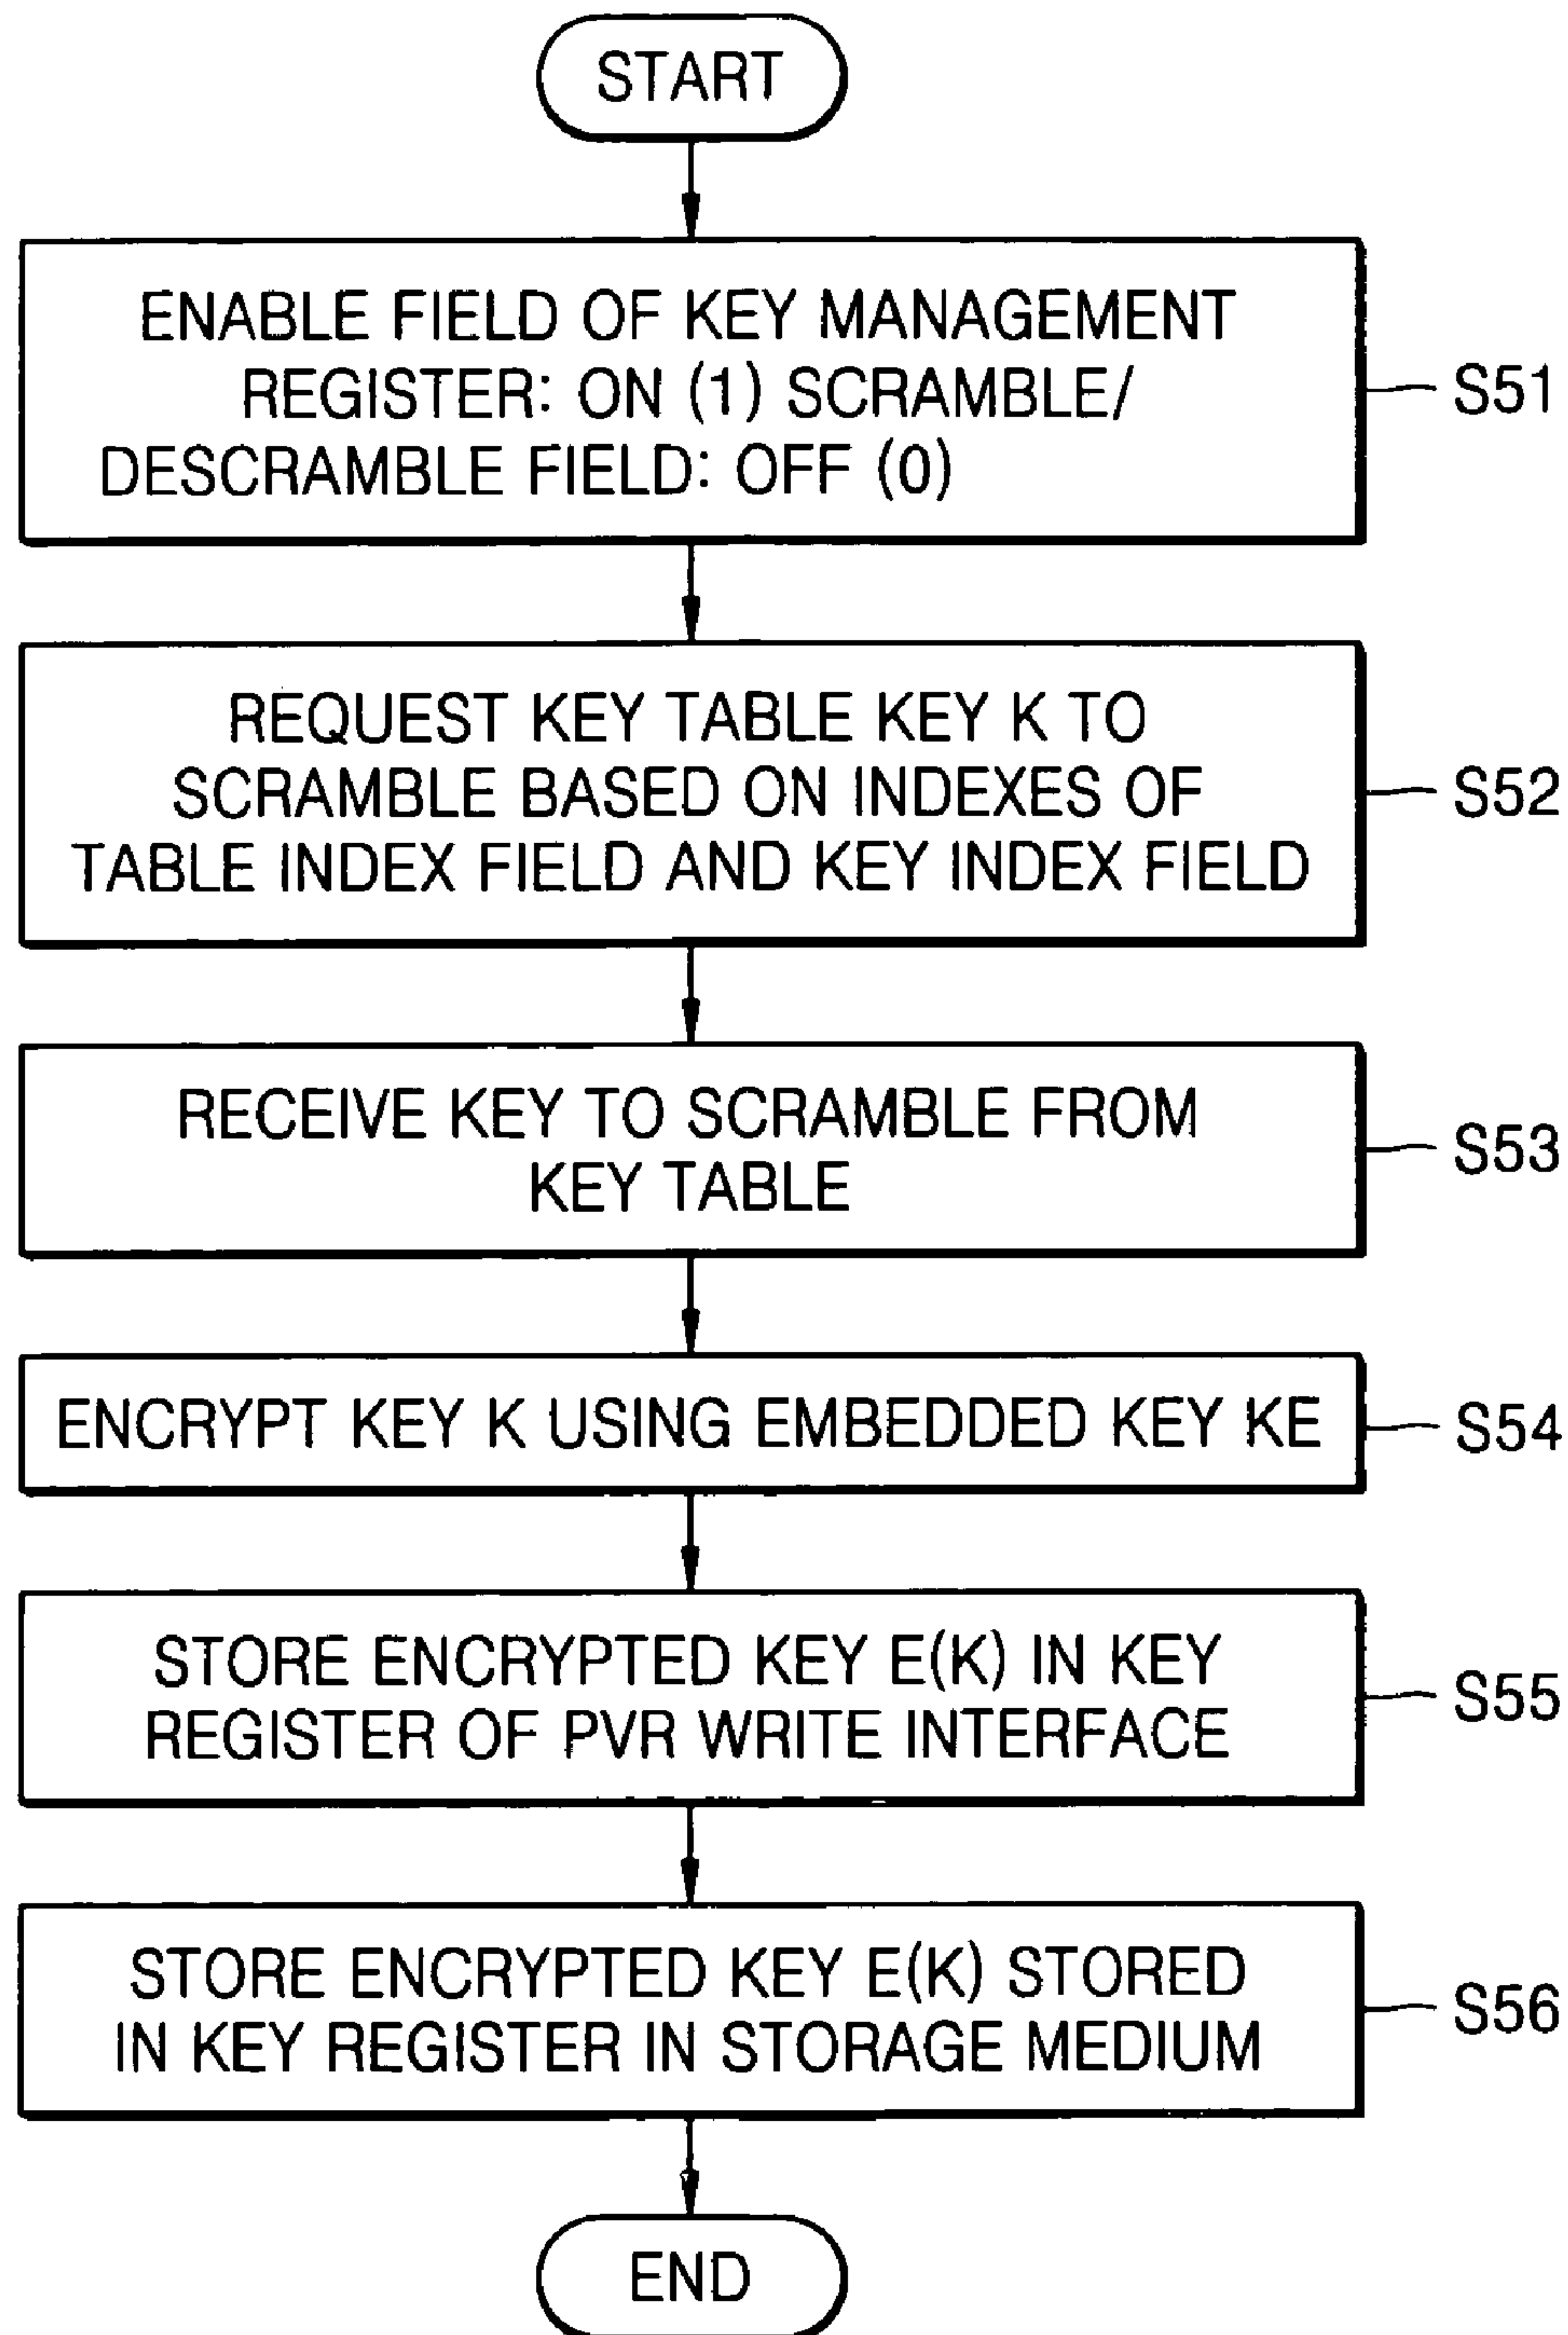 START
ENABLE FIELD OF KEY MANAGEMENT
REGISTER: ON (1) SCRAMBLE/
DESCRAMBLE FIELD: OFF (0)
S51
REQUEST KEY TABLE KEY K TO
SCRAMBLE BASED ON INDEXES OF
TABLE INDEX FIELD AND KEY INDEX FIELD
S52
RECEIVE KEY TO SCRAMBLE FROM
KEY TABLE
S53
ENCRYPT KEY K USING EMBEDDED KEY KE
S54
STORE ENCRYPTED KEY E(K) IN KEY
REGISTER OF PVR WRITE INTERFACE
S55
STORE ENCRYPTED KEY E(K) STORED
IN KEY REGISTER IN STORAGE MEDIUM
S56
END